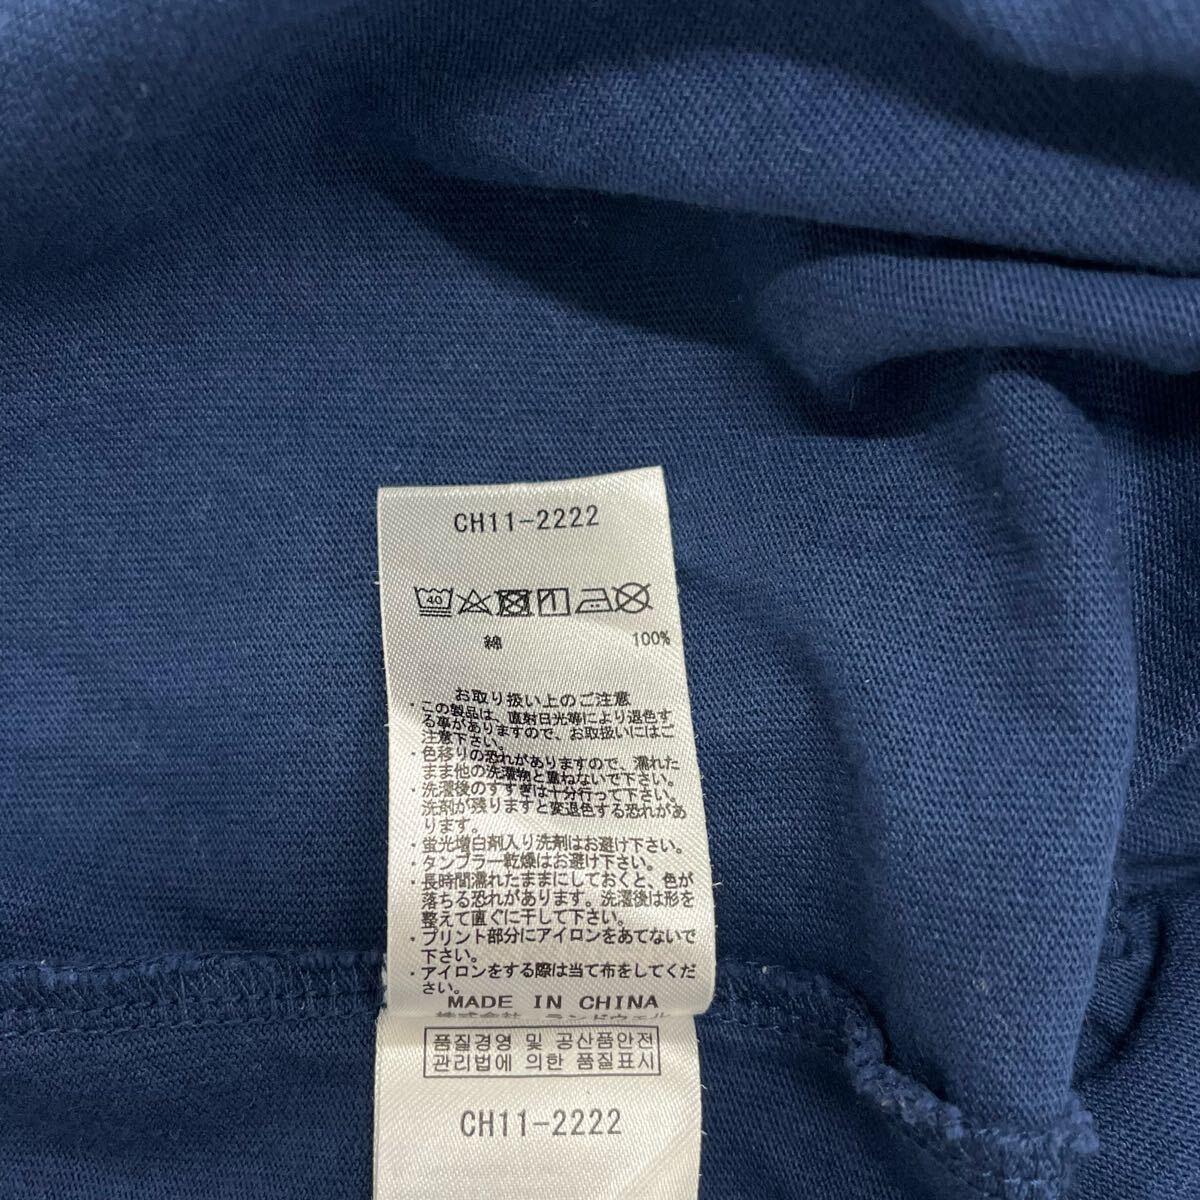 CH11-2222
40
綿 100%
お取り扱い上のご注意
・この製品は、直射日光等により退色す
る事がありますので、お取扱いにはご
注意下さい。
・色移りの恐れがありますので、濡れた
まま他の洗濯物と重ねないで下さい。
・洗濯後のすすぎは十分行って下さい。
洗剤が残りますと変退色する恐れがあ
ります。
・蛍光増白剤入り洗剤はお避け下さい。
・タンブラー乾燥はお避け下さい。
・長時間濡れたままにしておくと、色が
落ちる恐れがあります。洗濯後は形を
整えて直ぐに干して下さい。
・プリント部分にアイロンをあてないで
下さい。
・アイロンをする際は当て布をしてくだ
さい。
MADE IN CHINA
株式会社 ランドウェル
품질경영 및 공산품안전
관리법에 의한 품질표시
CH11-2222